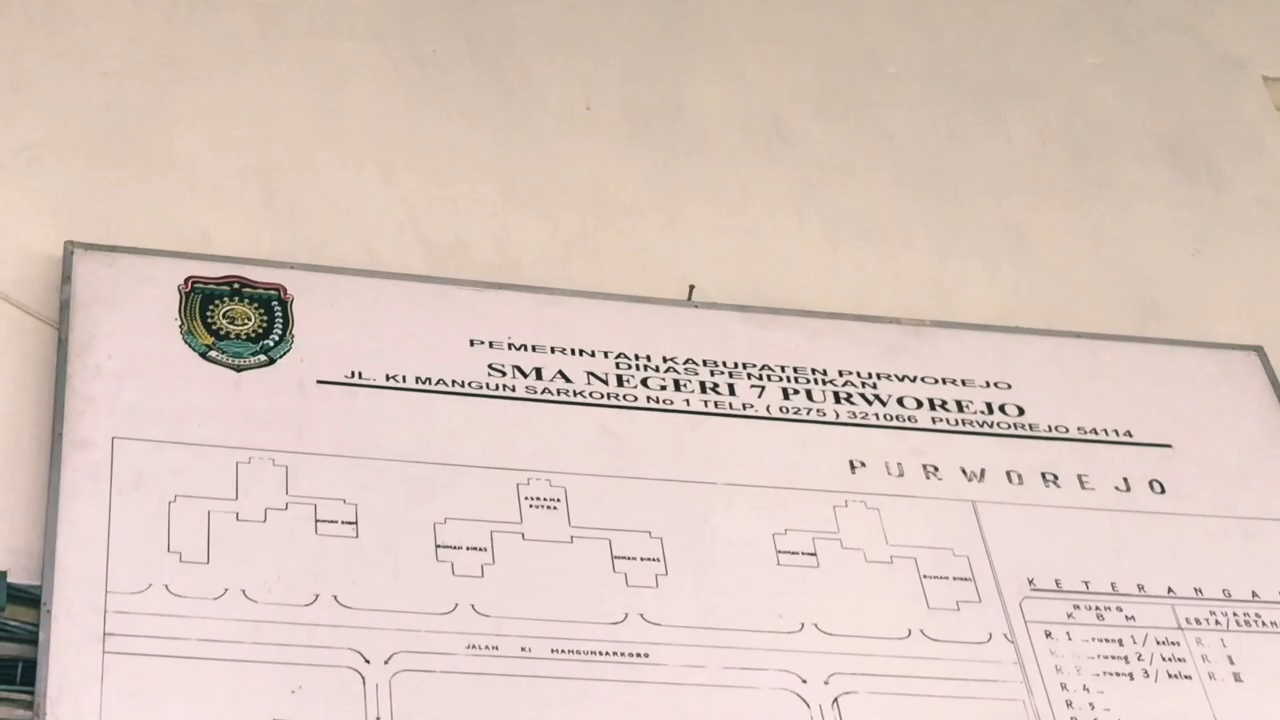 PURWOREJO
PEMERINTAH KABUPATEN PURWOREJO
DINAS PENDIDIKAN
SMA NEGERI 7 PURWOREJO
JL. KI MANGUN SARKORO No 1 TELP. ( 0275 ) 321066 PURWOREJO 54114
PURWOREJO
ASRAMA
PUTRA
RUMAH DINAS
RUMAH DINAS
RUMAH DINAS
RUMAH DINAS
RUMAH DINAS
KETERANGA
RUANG
K B M
RUANG
EBTA/EBTAN
R. 1 - ruang 1 / kelas
R. I
ruang 2 / kelas
R. II
R. 3 - ruang 3 / kelas
R. III
R. 4 -
R. 5 -
JALAN KI MANGUNSARKORO